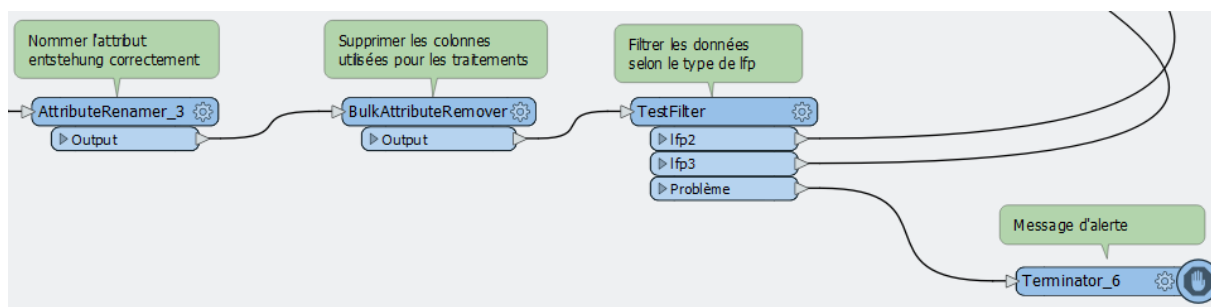 Nommer l'attribut
entstehung correctement
Supprimer les colonnes
utilisées pour les traitements
Filtrer les données
selon le type de lfp
AttributeRenamer_3
Output
BulkAttributeRemover
Output
TestFilter
lfp2
lfp3
Problème
Message d'alerte
Terminator_6